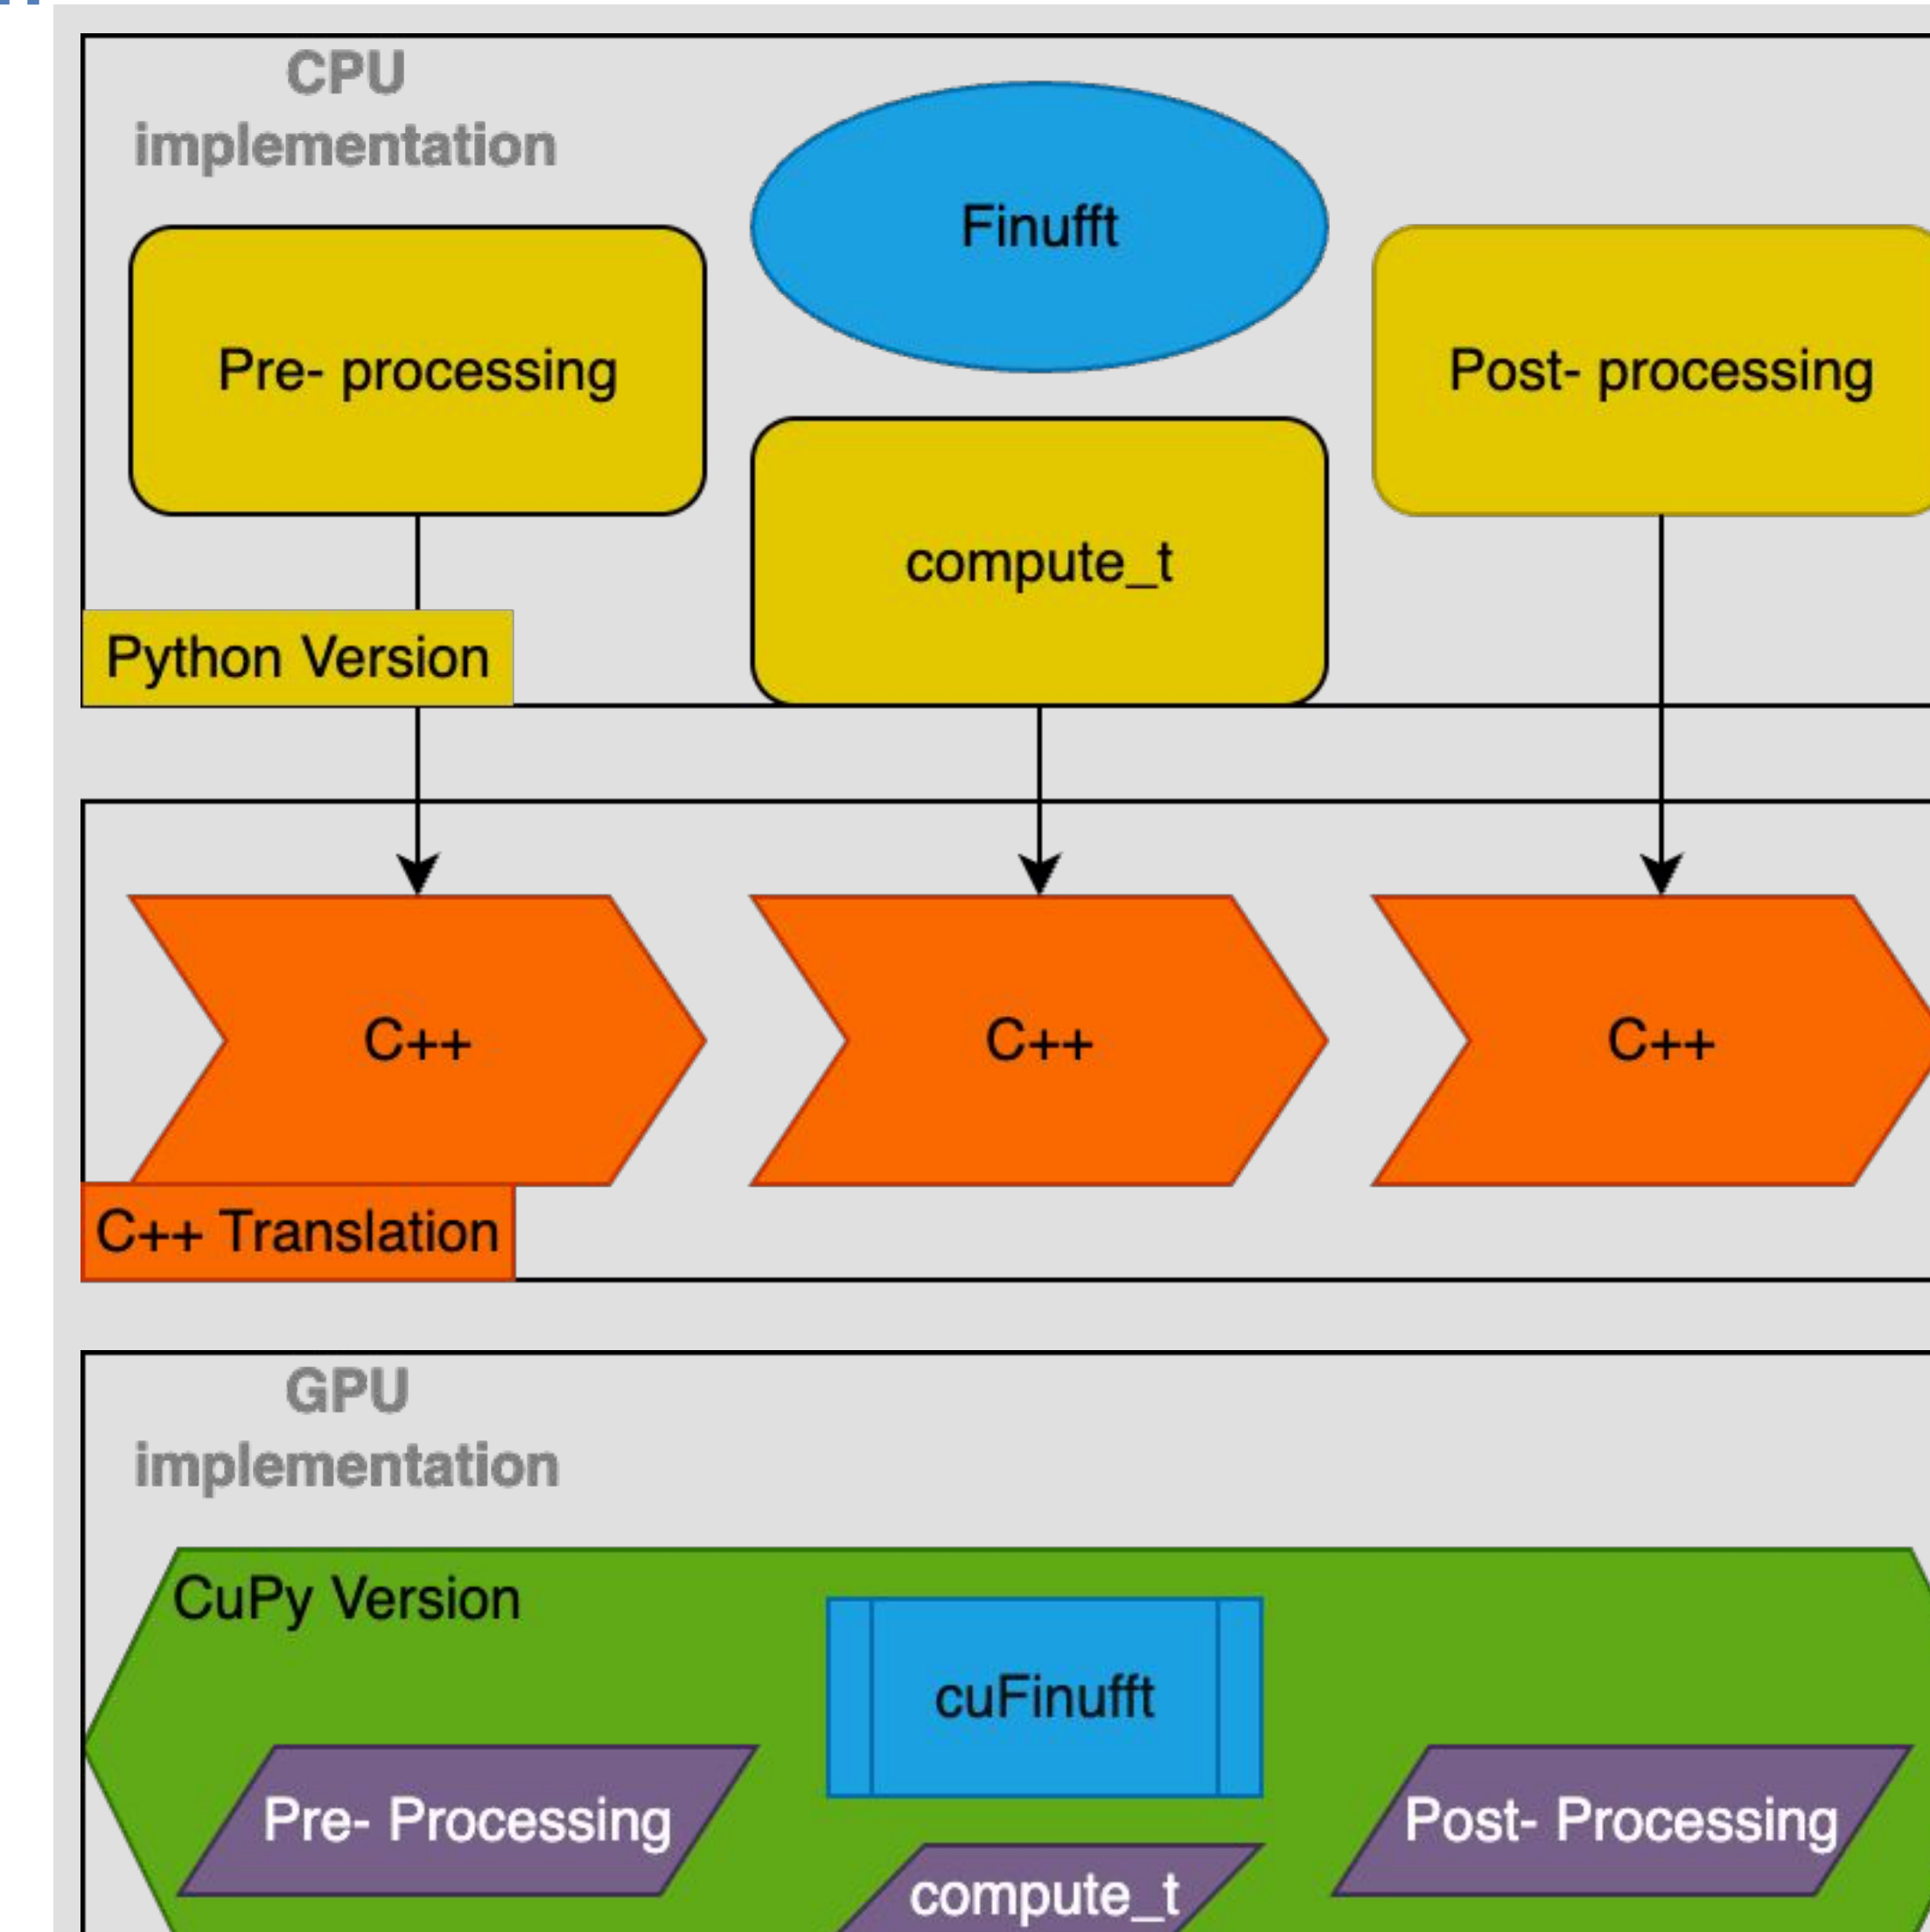 CPU
implementation
Finufft
Pre- processing
Post- processing
compute_t
Python Version
C++
C++
C++
C++ Translation
GPU
implementation
CuPy Version
cuFinufft
Pre- Processing
Post- Processing
compute_t